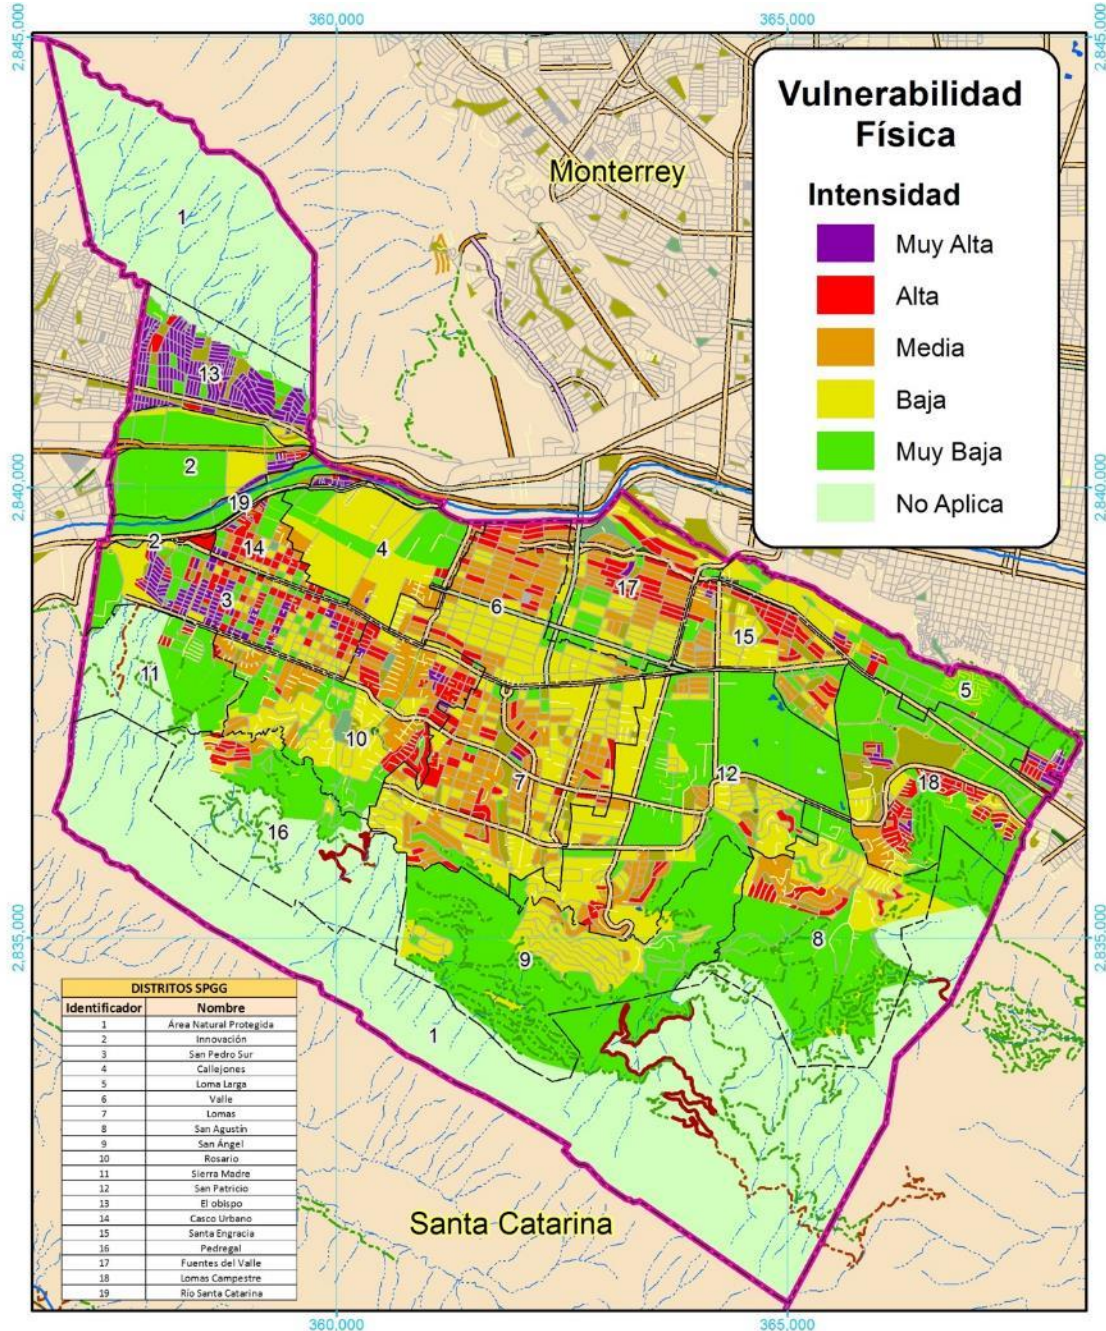 360,000
365,000
2,845,000
2,845,000
Vulnerabilidad
Física
Intensidad
Muy Alta
Alta
Media
Baja
Muy Baja
No Aplica
Monterrey
1
13
2
2,840,000
2,840,000
19
2
14
4
3
6
17
15
11
5
10
12
7
18
16
2,835,000
2,835,000
9
8
1
DISTRITOS SPGG
Identificador Nombre
1 Área Natural Protegida
2 Innovación
3 San Pedro Sur
4 Callejones
5 Loma Larga
6 Valle
7 Lomas
8 San Agustín
9 San Ángel
10 Rosario
11 Sierra Madre
12 San Patricio
13 El obispo
14 Casco Urbano
15 Santa Engracia
16 Pedregal
17 Fuentes del Valle
18 Lomas Campestre
19 Río Santa Catarina
Santa Catarina
360,000
365,000